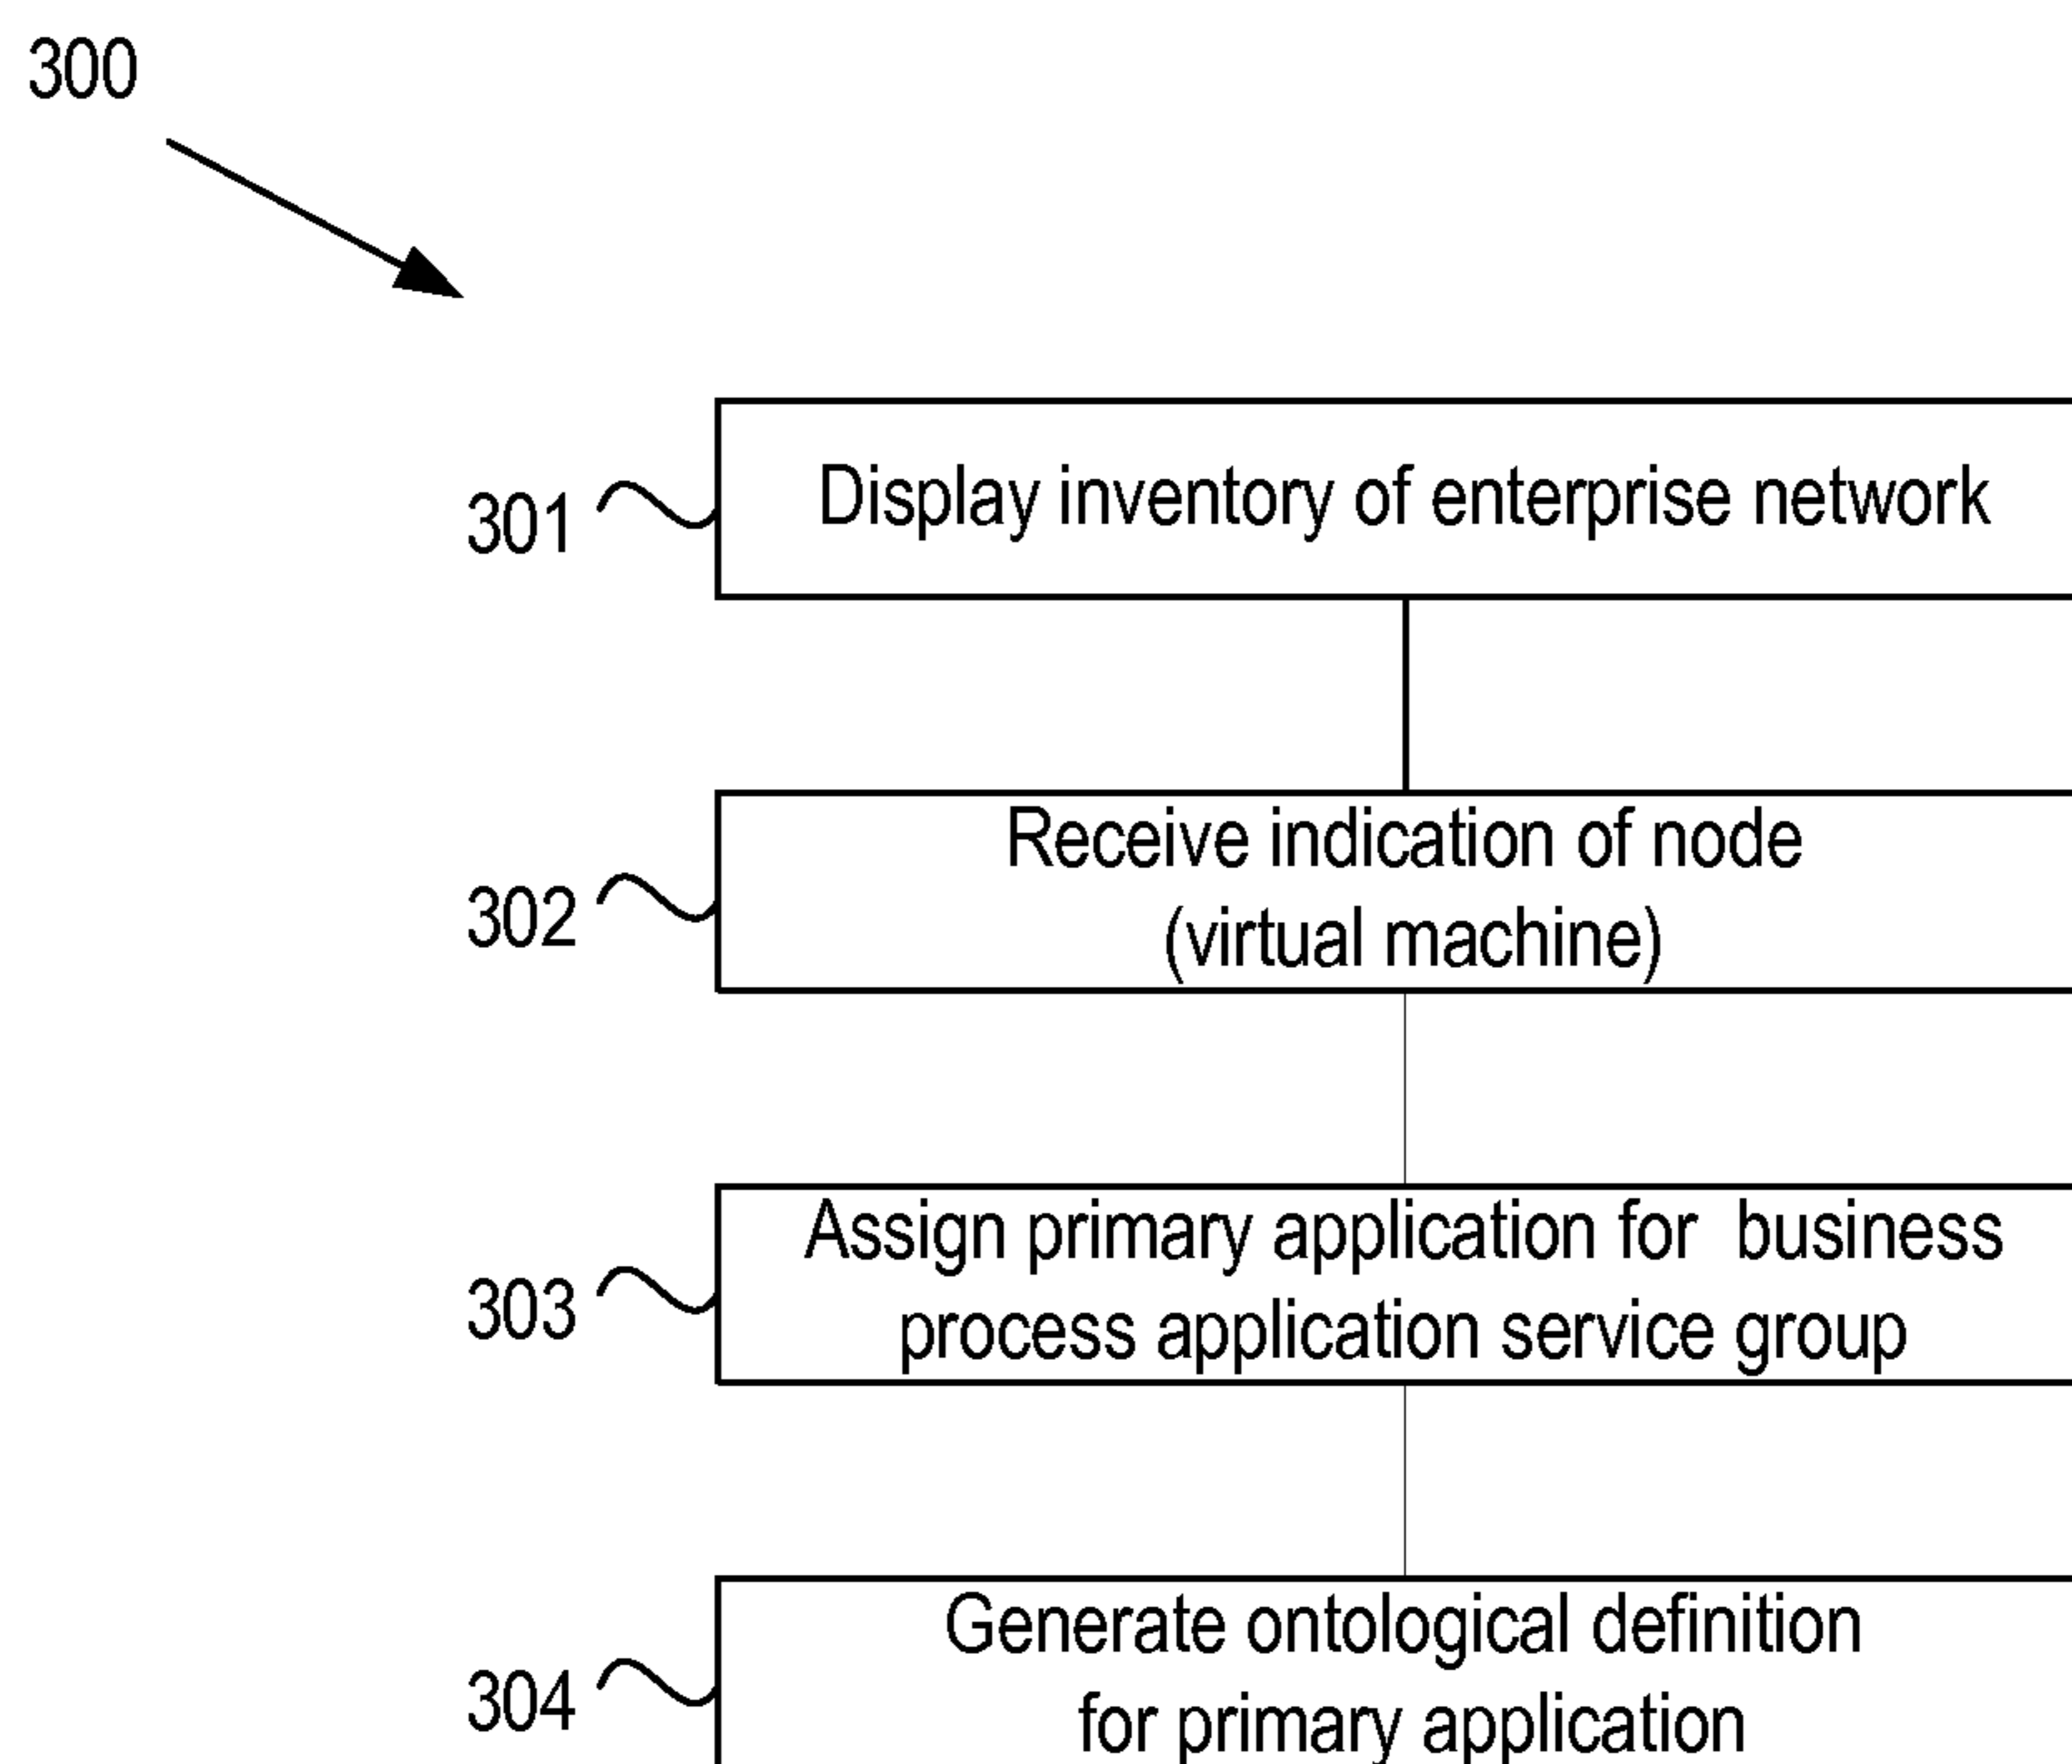 300
301
Display inventory of enterprise network
302
Receive indication of node
(virtual machine)
303
Assign primary application for business
process application service group
304
Generate ontological definition
for primary application